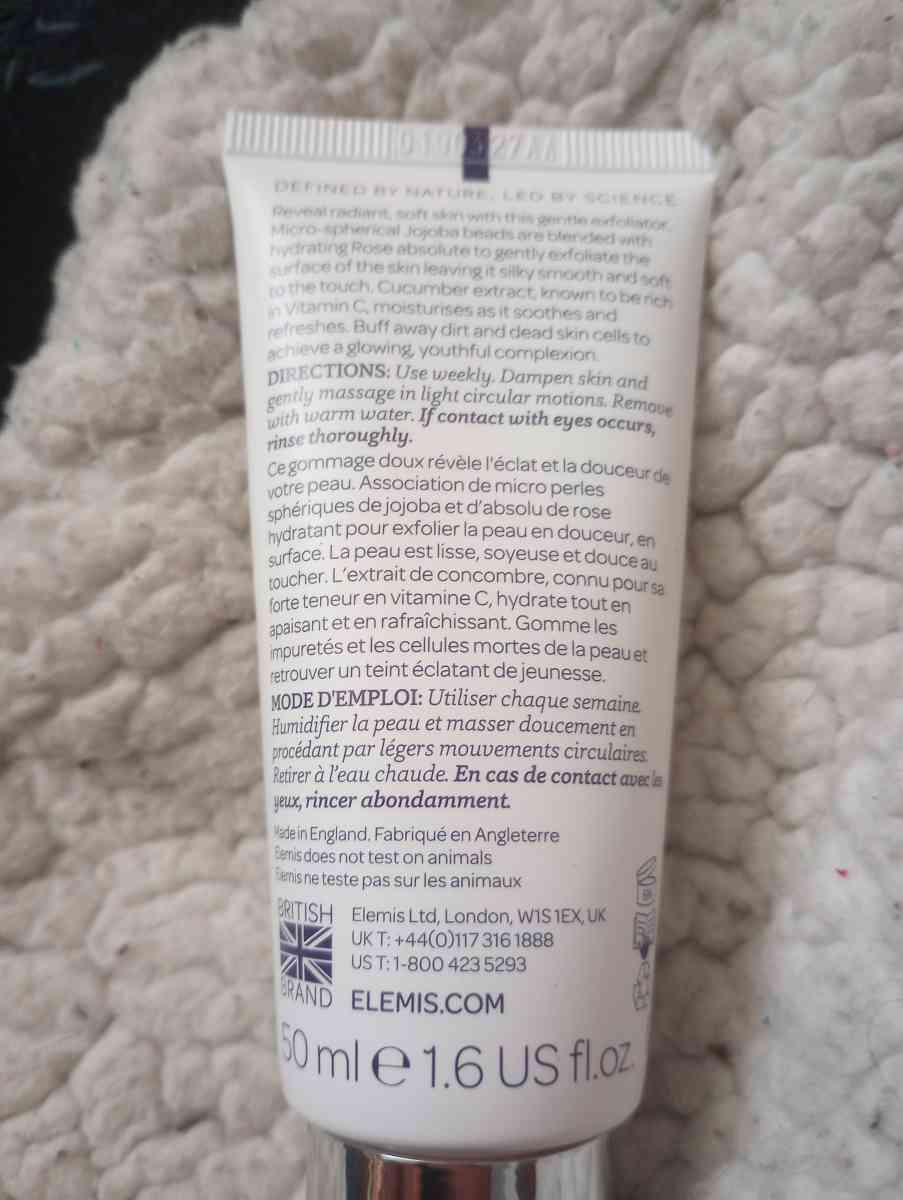 DEFINED BY NATURE, LED BY SCIENCE
Reveal radiant, soft skin with this gentle exfoliator.
Micro-spherical Jojoba beads are blended with
hydrating Rose absolute to gently exfoliate the
surface of the skin leaving it silky smooth and soft
to the touch. Cucumber extract, known to be rich
in Vitamin C, moisturises as it soothes and
refreshes. Buff away dirt and dead skin cells to
achieve a glowing, youthful complexion.
DIRECTIONS: Use weekly. Dampen skin and
gently massage in light circular motions. Remove
with warm water. If contact with eyes occurs,
rinse thoroughly.
Ce gommage doux révèle l'éclat et la douceur de
votre peau. Association de micro perles
sphériques de jojoba et d'absolu de rose
hydratant pour exfolier la peau en douceur, en
surface. La peau est lisse, soyeuse et douce au
toucher. L'extrait de concombre, connu pour sa
forte teneur en vitamine C, hydrate tout en
apaisant et en rafraîchissant. Gomme les
impuretés et les cellules mortes de la peau et
retrouver un teint éclatant de jeunesse.
MODE D'EMPLOI: Utiliser chaque semaine.
Humidifier la peau et masser doucement en
procédant par légers mouvements circulaires.
Retirer à l'eau chaude. En cas de contact avec les
yeux, rincer abondamment.
Made in England. Fabriqué en Angleterre
Elemis does not test on animals
Elemis ne teste pas sur les animaux
BRITISH
BRAND
Elemis Ltd, London, W1S 1EX, UK
UK T: +44(0)117 316 1888
US T: 1-800 423 5293
ELEMIS.COM
50 ml e 1.6 US fl.oz.